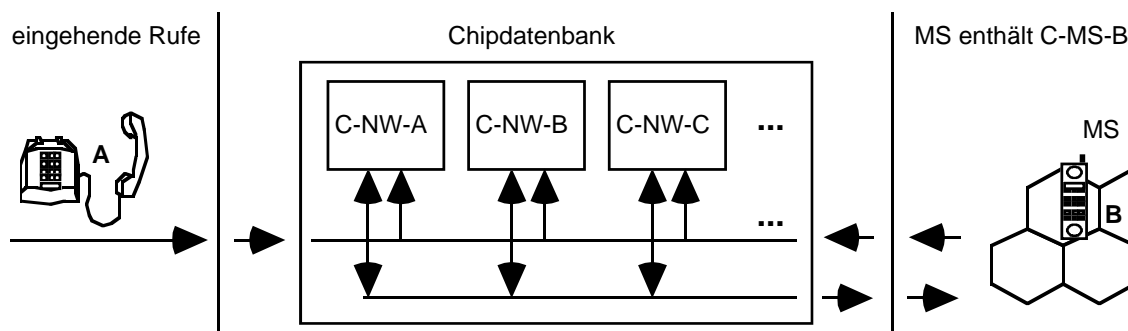 eingehende Rufe
Chipdatenbank
MS enthält C-MS-B
C-NW-A
C-NW-B
C-NW-C
...
A
MS
B
...